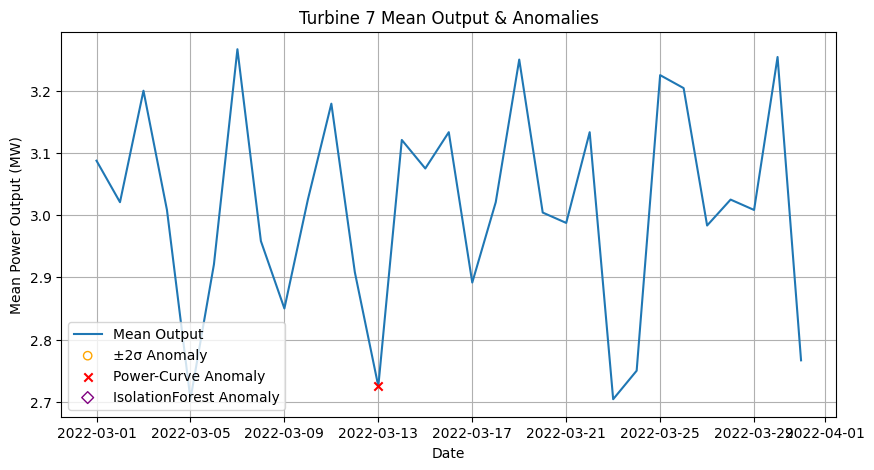 Turbine 7 Mean Output & Anomalies
Mean Power Output (MW)
3.2
3.1
3.0
2.9
2.8
2.7
Mean Output
±2σ Anomaly
Power-Curve Anomaly
IsolationForest Anomaly
2022-03-01 2022-03-05 2022-03-09 2022-03-13 2022-03-17 2022-03-21 2022-03-25 2022-03-29 2022-04-01
Date